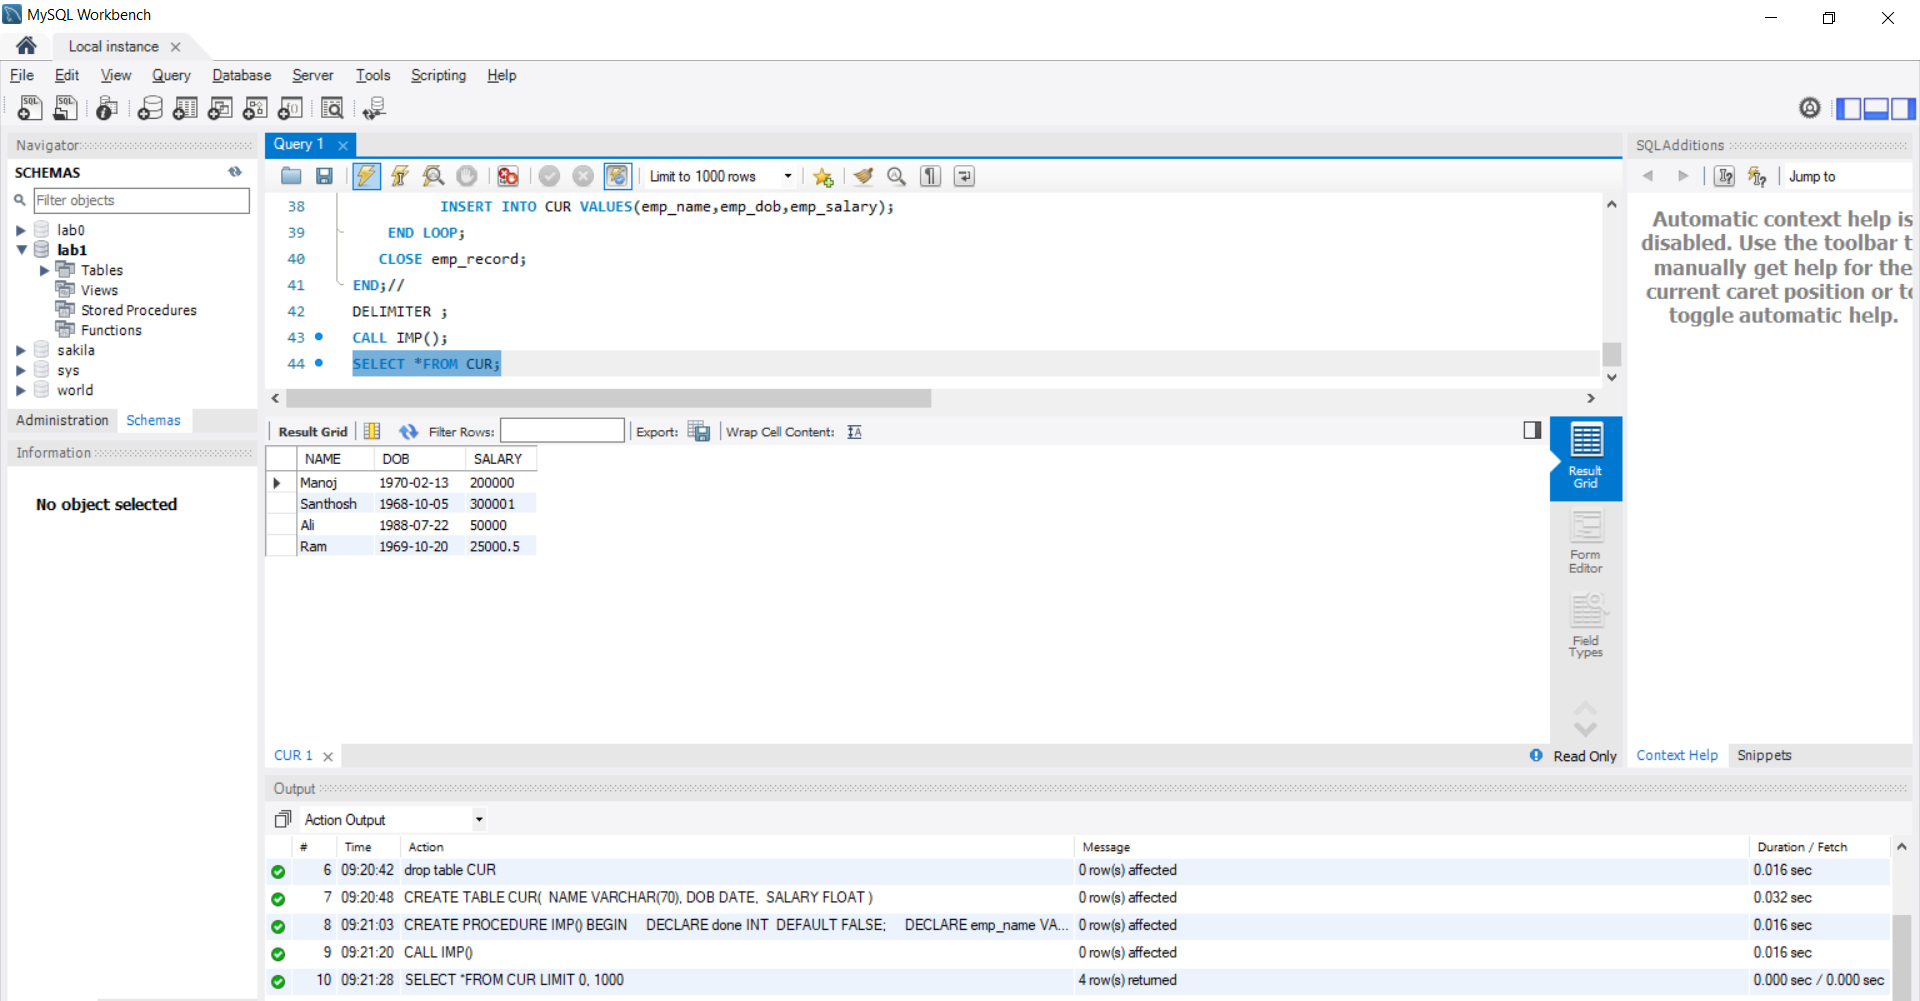 MySQL Workbench
Local instance
File Edit View Query Database Server Tools Scripting Help
Navigator
SCHEMAS
Filter objects
lab0
lab1
Tables
Views
Stored Procedures
Functions
sakila
sys
world
Administration Schemas
Information
No object selected
Query 1
Limit to 1000 rows
38 INSERT INTO CUR VALUES(emp_name,emp_dob,emp_salary);
39 END LOOP;
40 CLOSE emp_record;
41 END;//
42 DELIMITER ;
43 CALL IMP();
44 SELECT *FROM CUR;
Result Grid Filter Rows: Export: Wrap Cell Content:
NAME DOB SALARY
Manoj 1970-02-13 200000
Santhosh 1968-10-05 300001
Ali 1988-07-22 50000
Ram 1969-10-20 25000.5
Result
Grid
Form
Editor
Field
Types
CUR 1
Read Only
SQLAdditions
Jump to
Automatic context help is
disabled. Use the toolbar t
manually get help for the
current caret position or to
toggle automatic help.
Context Help Snippets
Output
Action Output
# Time Action Message Duration / Fetch
6 09:20:42 drop table CUR 0 row(s) affected 0.016 sec
7 09:20:48 CREATE TABLE CUR( NAME VARCHAR(70), DOB DATE, SALARY FLOAT ) 0 row(s) affected 0.032 sec
8 09:21:03 CREATE PROCEDURE IMP() BEGIN DECLARE done INT DEFAULT FALSE; DECLARE emp_name VA... 0 row(s) affected 0.016 sec
9 09:21:20 CALL IMP() 0 row(s) affected 0.016 sec
10 09:21:28 SELECT *FROM CUR LIMIT 0, 1000 4 row(s) returned 0.000 sec / 0.000 sec